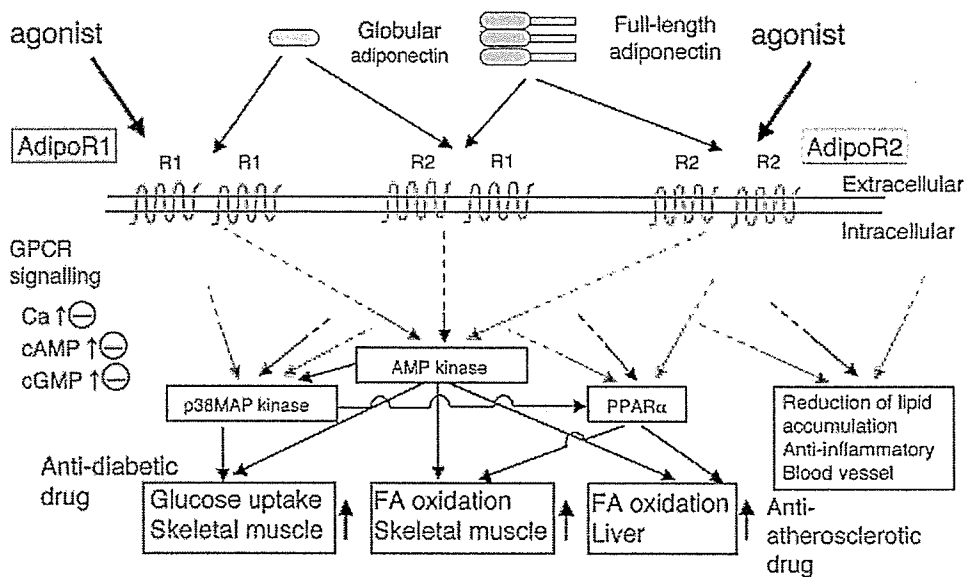 agonist
Globular
adiponectin
Full-length
adiponectin
agonist
AdipoR1
R1
R1
R2
R1
R2
R2
AdipoR2
Extracellular
Intracellular
GPCR
signalling
Ca ↑⊖
cAMP ↑⊖
cGMP ↑⊖
AMP kinase
p38MAP kinase
PPARα
Reduction of lipid
accumulation
Anti-inflammatory
Blood vessel
Anti-diabetic
drug
Glucose uptake
Skeletal muscle
FA oxidation
Skeletal muscle
FA oxidation
Liver
Anti-
atherosclerotic
drug